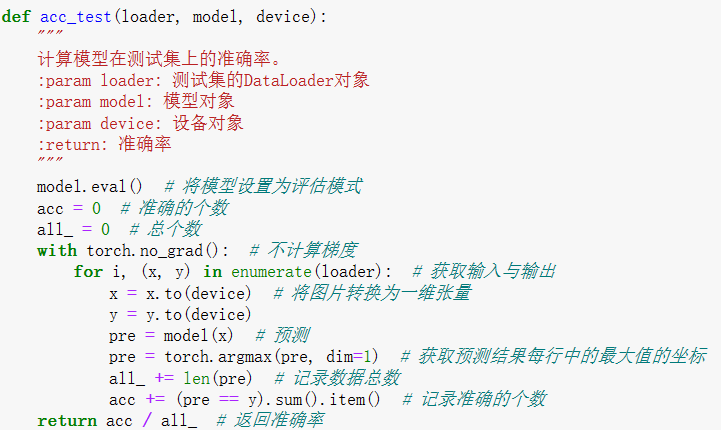 def acc_test(loader, model, device):
    """
    计算模型在测试集上的准确率。
    :param loader: 测试集的DataLoader对象
    :param model: 模型对象
    :param device: 设备对象
    :return: 准确率
    """
    model.eval()  # 将模型设置为评估模式
    acc = 0  # 准确的个数
    all_ = 0  # 总个数
    with torch.no_grad():  # 不计算梯度
        for i, (x, y) in enumerate(loader):  # 获取输入与输出
            x = x.to(device)  # 将图片转换为一维张量
            y = y.to(device)
            pre = model(x)  # 预测
            pre = torch.argmax(pre, dim=1)  # 获取预测结果每行中的最大值的坐标
            all_ += len(pre)  # 记录数据总数
            acc += (pre == y).sum().item()  # 记录准确的个数
    return acc / all_  # 返回准确率